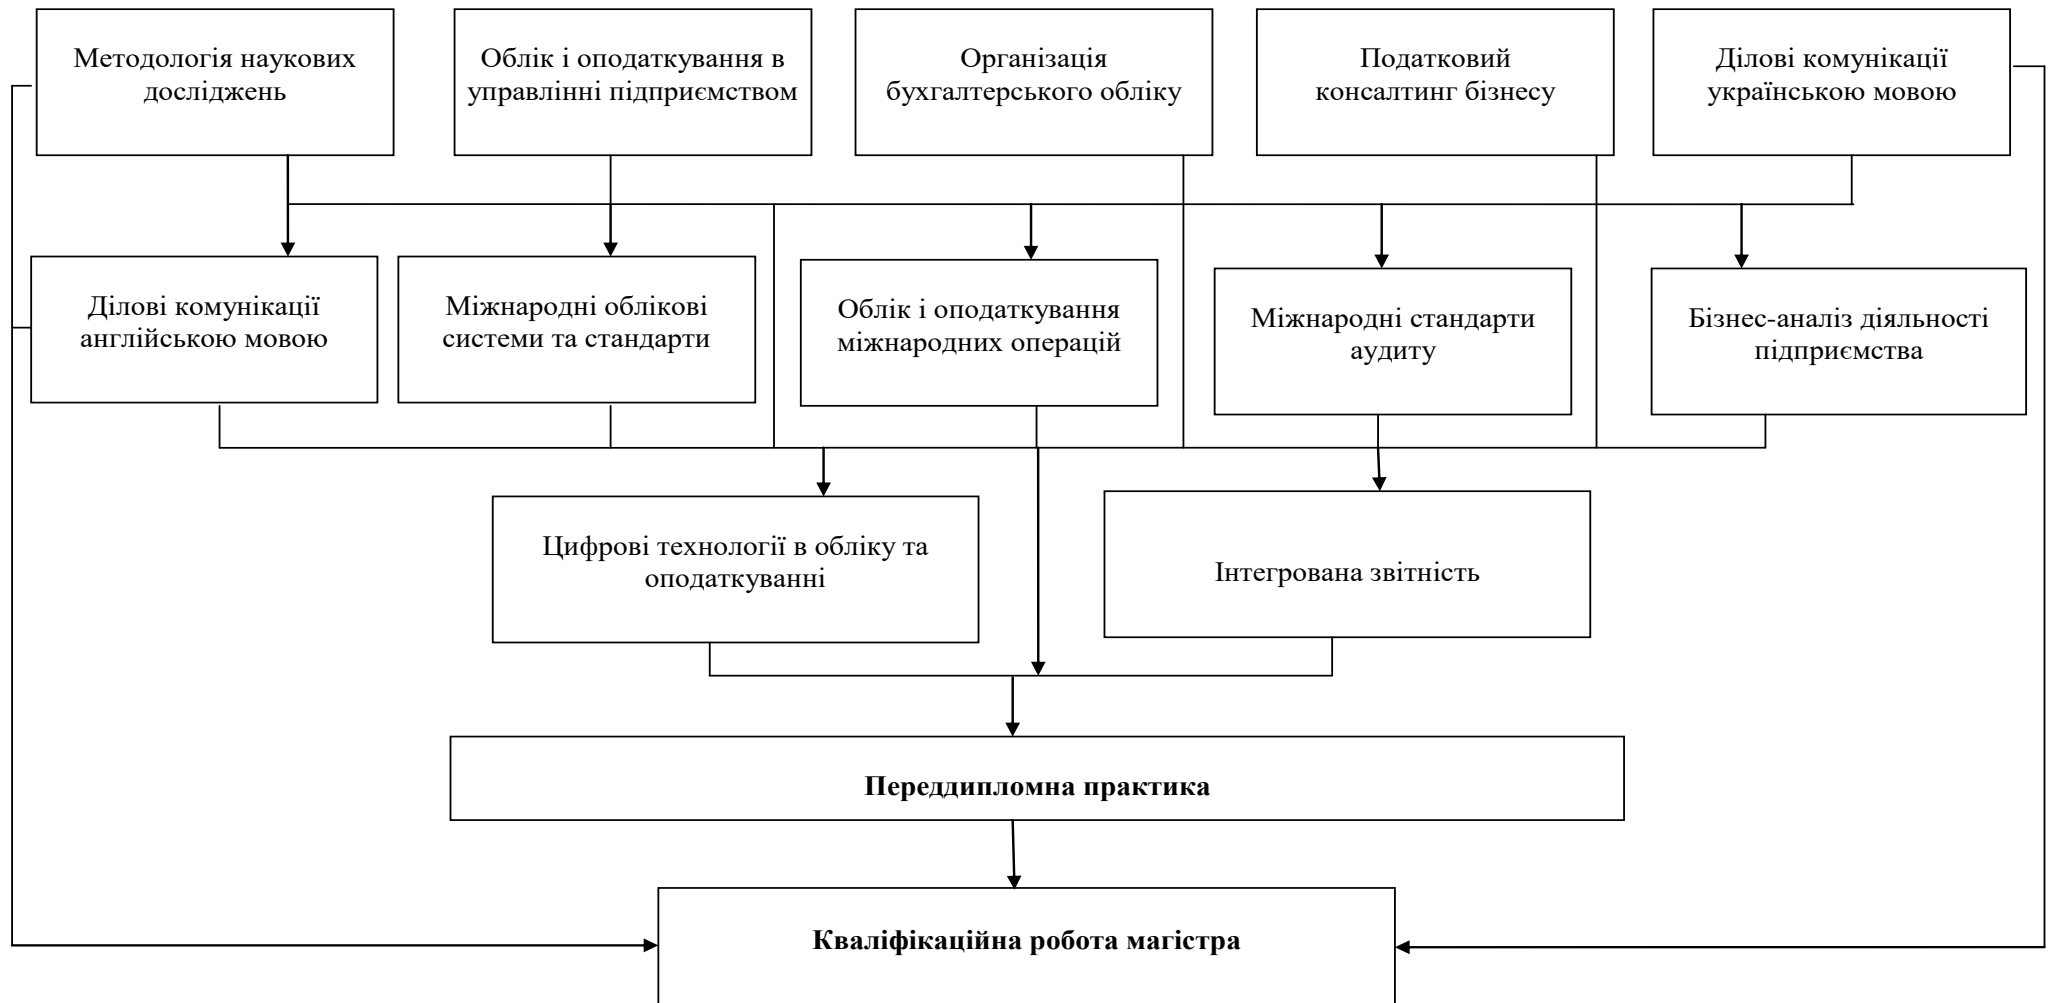 Методологія наукових
досліджень
Облік і оподаткування в
управлінні підприємством
Організація
бухгалтерського обліку
Податковий
консалтинг бізнесу
Ділові комунікації
українською мовою
Ділові комунікації
англійською мовою
Міжнародні облікові
системи та стандарти
Облік і оподаткування
міжнародних операцій
Міжнародні стандарти
аудиту
Бізнес-аналіз діяльності
підприємства
Цифрові технології в обліку та
оподаткуванні
Інтегрована звітність
Переддипломна практика
Кваліфікаційна робота магістра